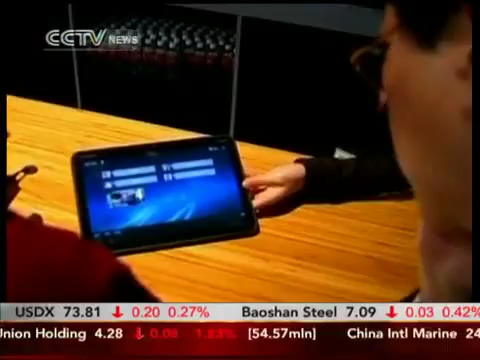 CCTV NEWS
USDX 73.81 ↓ 0.20 0.27% Baoshan Steel 7.09 ↓ 0.03 0.42%
Union Holding 4.28 ↓ 0.08 1.83% [54.57mln] China Intl Marine 24